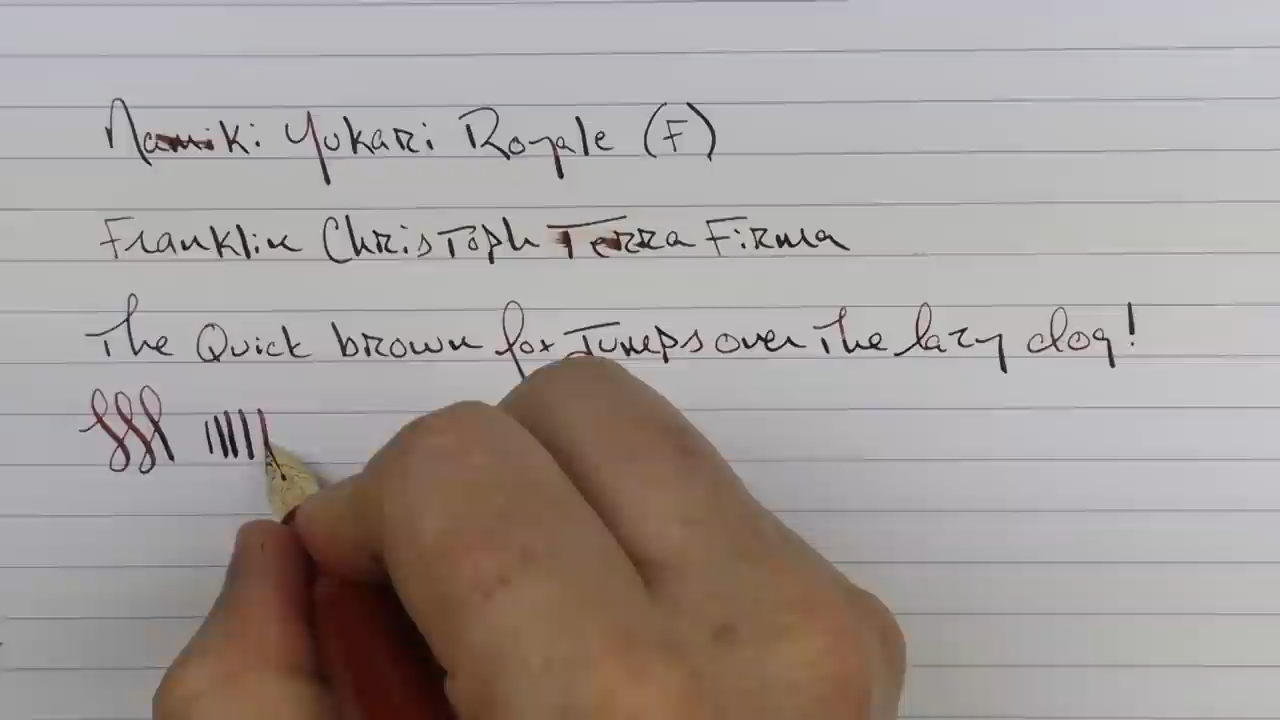 Namiki Yukari Royale (F)
Franklin Christoph Terra Firma
The Quick brown fox Jumps over The lazy dog!